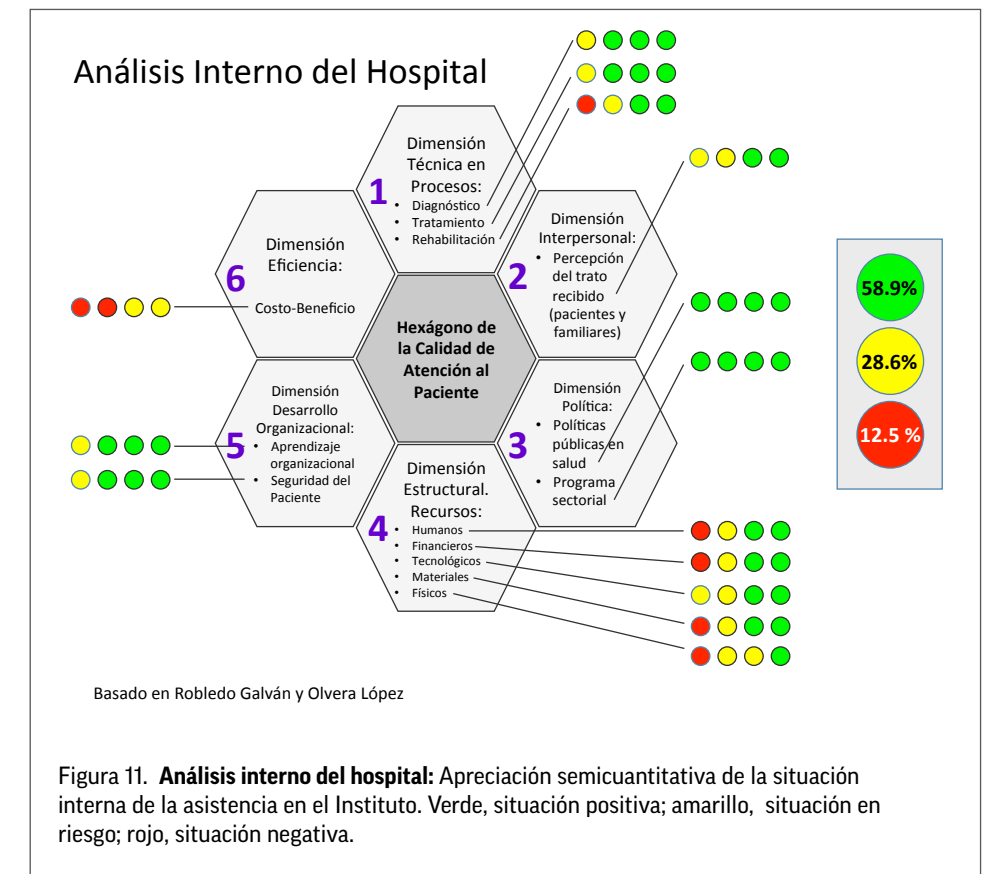 Análisis Interno del Hospital
1
Dimensión
Técnica en
Procesos:
• Diagnóstico
• Tratamiento
• Rehabilitación
2
Dimensión
Interpersonal:
• Percepción
del trato
recibido
(pacientes y
familiares)
6
Dimensión
Eficiencia:
Costo-Beneficio
Hexágono de
la Calidad de
Atención al
Paciente
58.9%
28.6%
12.5 %
5
Dimensión
Desarrollo
Organizacional:
• Aprendizaje
organizacional
• Seguridad del
Paciente
3
Dimensión
Política:
• Políticas
públicas en
salud
• Programa
sectorial
4
Dimensión
Estructural.
Recursos:
• Humanos
• Financieros
• Tecnológicos
• Materiales
• Físicos
Basado en Robledo Galván y Olvera López
Figura 11. Análisis interno del hospital: Apreciación semicuantitativa de la situación
interna de la asistencia en el Instituto. Verde, situación positiva; amarillo, situación en
riesgo; rojo, situación negativa.